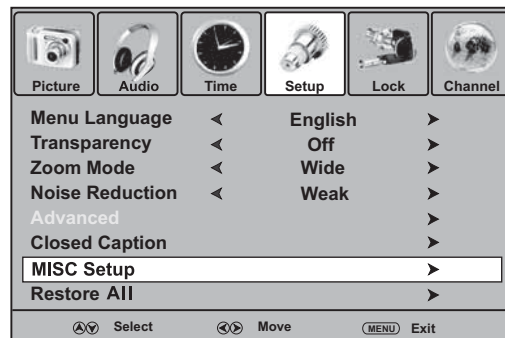 Picture Audio Time Setup Lock Channel
Menu Language English
Transparency Off
Zoom Mode Wide
Noise Reduction Weak
Advanced
Closed Caption
MISC Setup
Restore All
Select Move MENU Exit